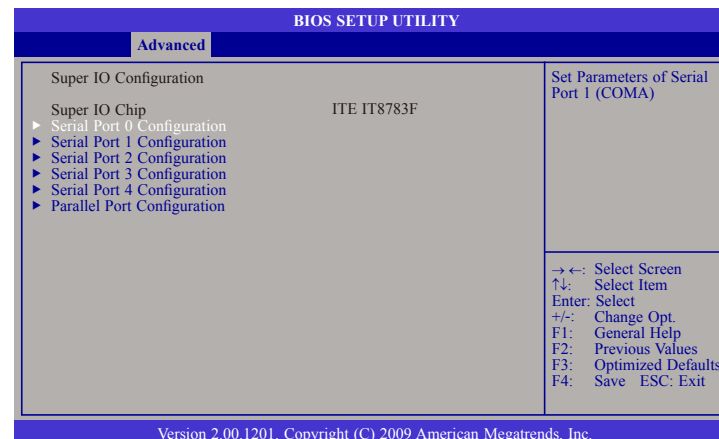 BIOS SETUP UTILITY
Advanced
Super IO Configuration
Super IO Chip ITE IT8783F
▶ Serial Port 0 Configuration
▶ Serial Port 1 Configuration
▶ Serial Port 2 Configuration
▶ Serial Port 3 Configuration
▶ Serial Port 4 Configuration
▶ Parallel Port Configuration
Set Parameters of Serial
Port 1 (COMA)
→←: Select Screen
↑↓: Select Item
Enter: Select
+/-: Change Opt.
F1: General Help
F2: Previous Values
F3: Optimized Defaults
F4: Save ESC: Exit
Version 2.00.1201. Copyright (C) 2009 American Megatrends, Inc.